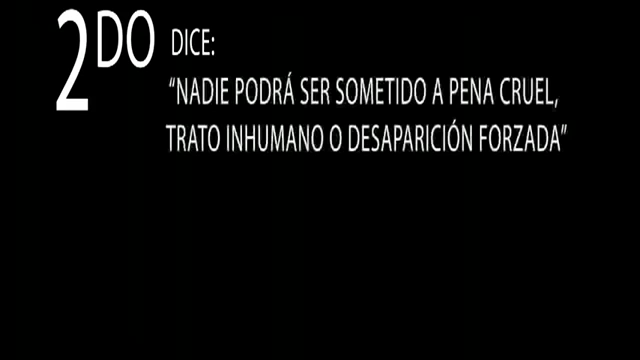 2DO DICE:
“NADIE PODRÁ SER SOMETIDO A PENA CRUEL,
TRATO INHUMANO O DESAPARICIÓN FORZADA”